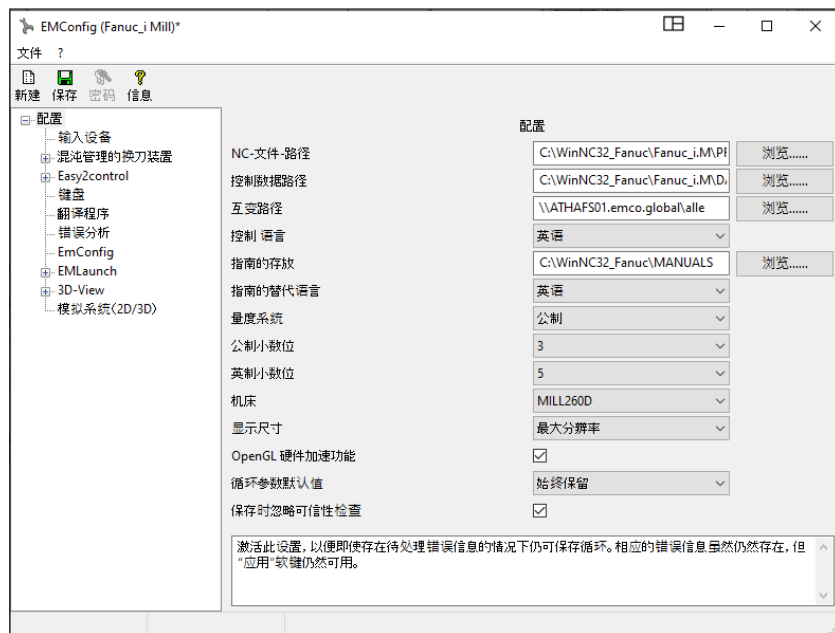 EMConfig (Fanuc_i Mill)*
文件 ?
新建 保存 密码 信息
配置
输入设备
混沌管理的换刀装置
Easy2control
键盘
翻译程序
错误分析
EmConfig
EMLaunch
3D-View
模拟系统(2D/3D)
配置
NC-文件-路径 C:\WinNC32_Fanuc\Fanuc_i.M\PF 浏览......
控制数据路径 C:\WinNC32_Fanuc\Fanuc_i.M\D 浏览......
互变路径 \\ATHAFS01.emco.global\alle 浏览......
控制 语言 英语
指南的存放 C:\WinNC32_Fanuc\MANUALS 浏览......
指南的替代语言 英语
量度系统 公制
公制小数位 3
英制小数位 5
机床 MILL260D
显示尺寸 最大分辨率
OpenGL 硬件加速功能
循环参数默认值 始终保留
保存时忽略可信性检查
激活此设置，以便即使存在待处理错误信息的情况下仍可保存循环。相应的错误信息虽然仍然存在，但
“应用”软键仍然可用。